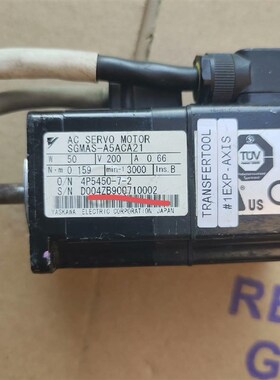 AC SERVO MOTOR
SGMAS-A5ACA21
W 50 V 200 A 0.66
N·m 0.159 min⁻¹ 3000 Ins. B
O/N 4P5450-7-2
S/N D0047B900710002
YASKAWA ELECTRIC CORPORATION JAPAN
TRANSFERTOOL
#1EXP-AXIS
TÜV
US